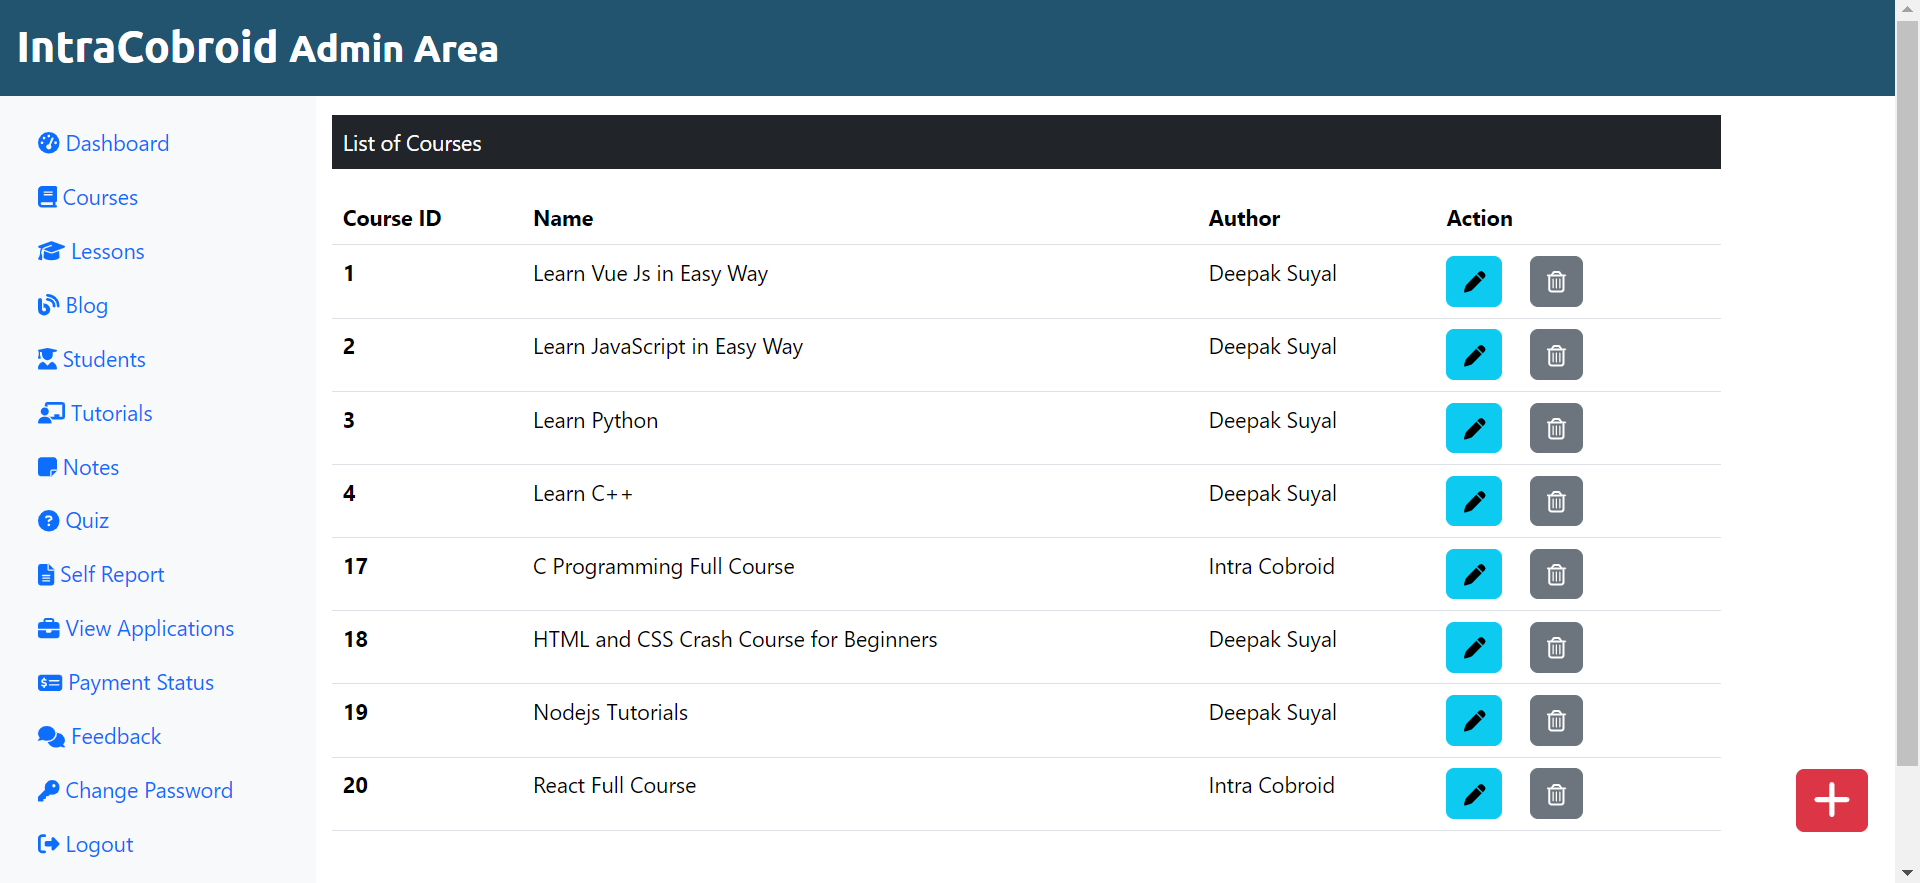 IntraCobroid Admin Area
Dashboard
Courses
Lessons
Blog
Students
Tutorials
Notes
Quiz
Self Report
View Applications
Payment Status
Feedback
Change Password
Logout
List of Courses
Course ID Name Author Action
1 Learn Vue Js in Easy Way Deepak Suyal
2 Learn JavaScript in Easy Way Deepak Suyal
3 Learn Python Deepak Suyal
4 Learn C++ Deepak Suyal
17 C Programming Full Course Intra Cobroid
18 HTML and CSS Crash Course for Beginners Deepak Suyal
19 Nodejs Tutorials Deepak Suyal
20 React Full Course Intra Cobroid